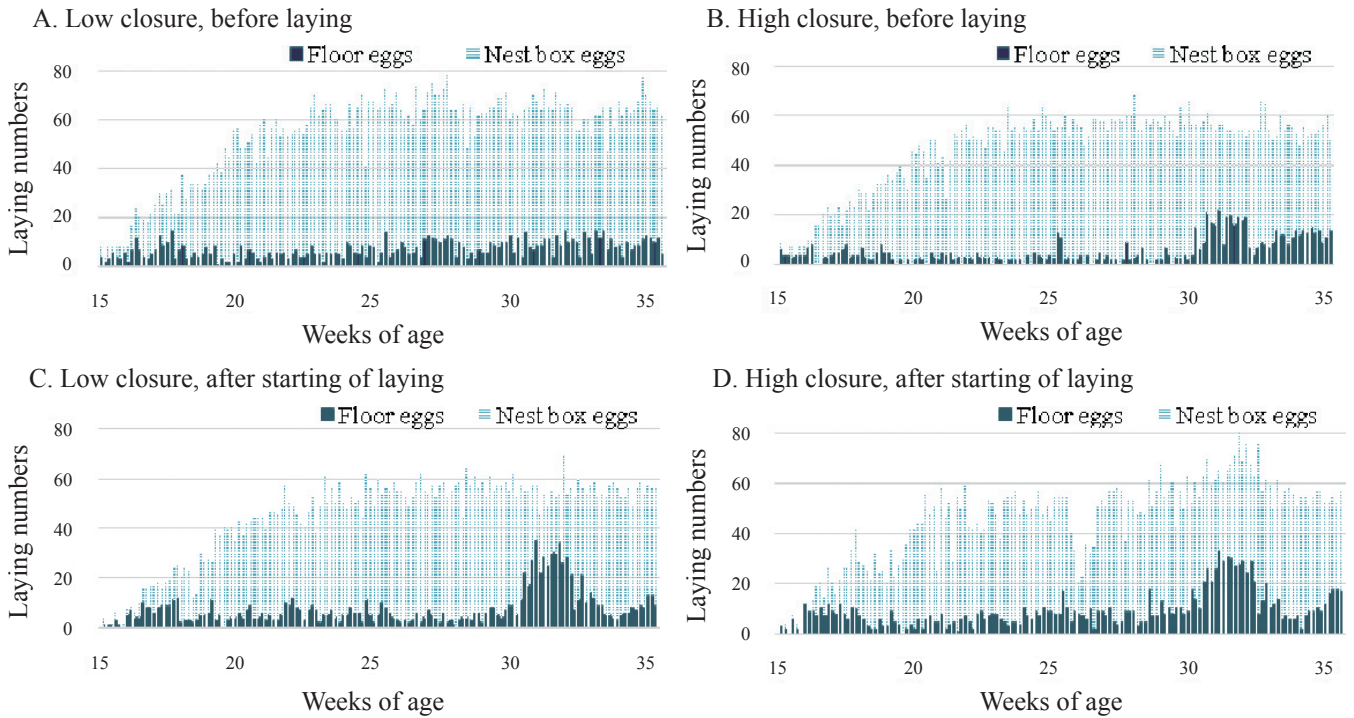 A. Low closure, before laying
Floor eggs Nest box eggs
80
60
40
20
0
15 20 25 30 35
Laying numbers
Weeks of age
B. High closure, before laying
Floor eggs Nest box eggs
80
60
40
20
0
15 20 25 30 35
Laying numbers
Weeks of age
C. Low closure, after starting of laying
Floor eggs Nest box eggs
80
60
40
20
0
15 20 25 30 35
Laying numbers
Weeks of age
D. High closure, after starting of laying
Floor eggs Nest box eggs
80
60
40
20
0
15 20 25 30 35
Laying numbers
Weeks of age